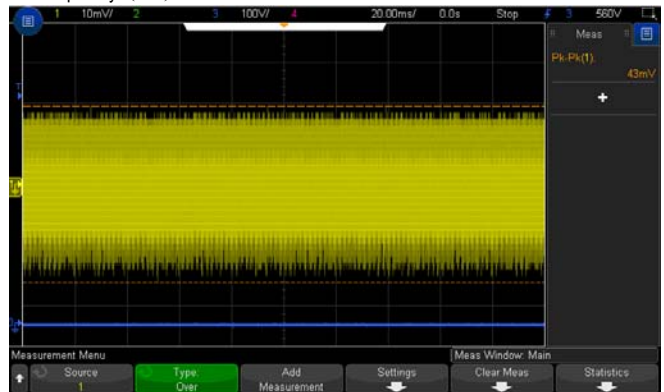 1 10mV/ 2 3 100V/ 4 20.00ms/ 0.0s Stop 3 560V
Meas
Pk-Pk(1):
43mV
Measurement Menu Meas Window: Main
Source Type: Add Settings Clear Meas Statistics
1 Over Measurement